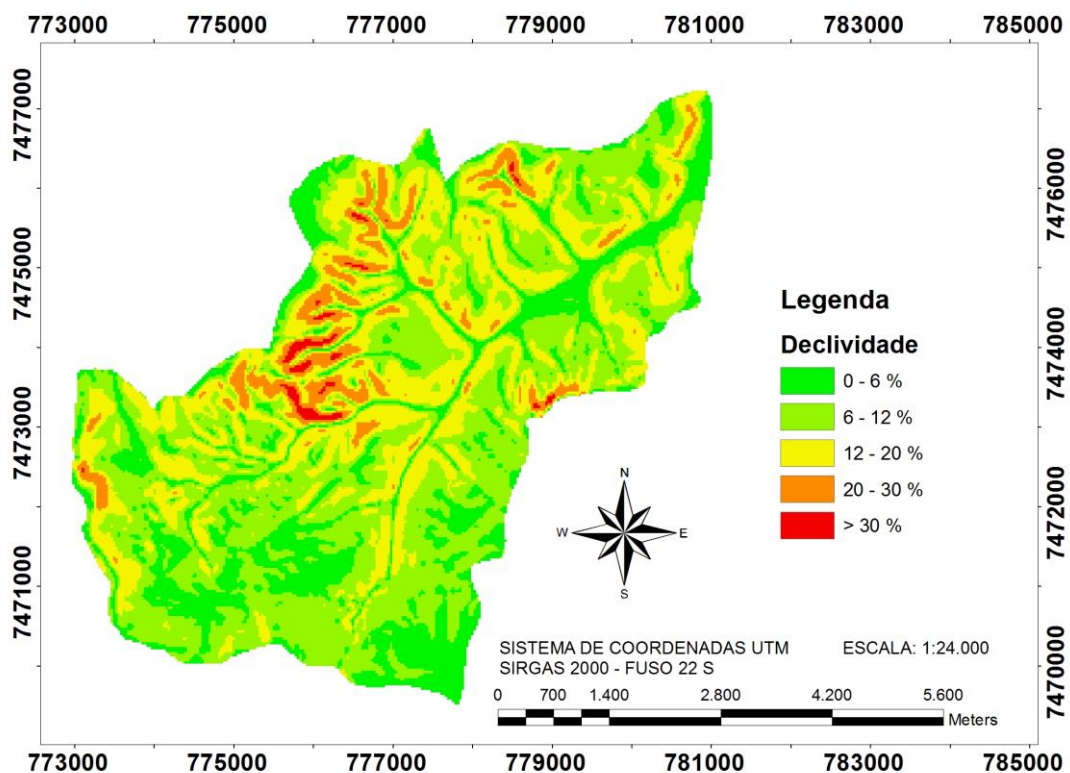 773000 775000 777000 779000 781000 783000 785000
7477000
7476000
7475000
7474000
7473000
7472000
7471000
7470000
Legenda
Declividade
0 - 6 %
6 - 12 %
12 - 20 %
20 - 30 %
> 30 %
N
W E
S
SISTEMA DE COORDENADAS UTM ESCALA: 1:24.000
SIRGAS 2000 - FUSO 22 S
0 700 1.400 2.800 4.200 5.600
Meters
773000 775000 777000 779000 781000 783000 785000